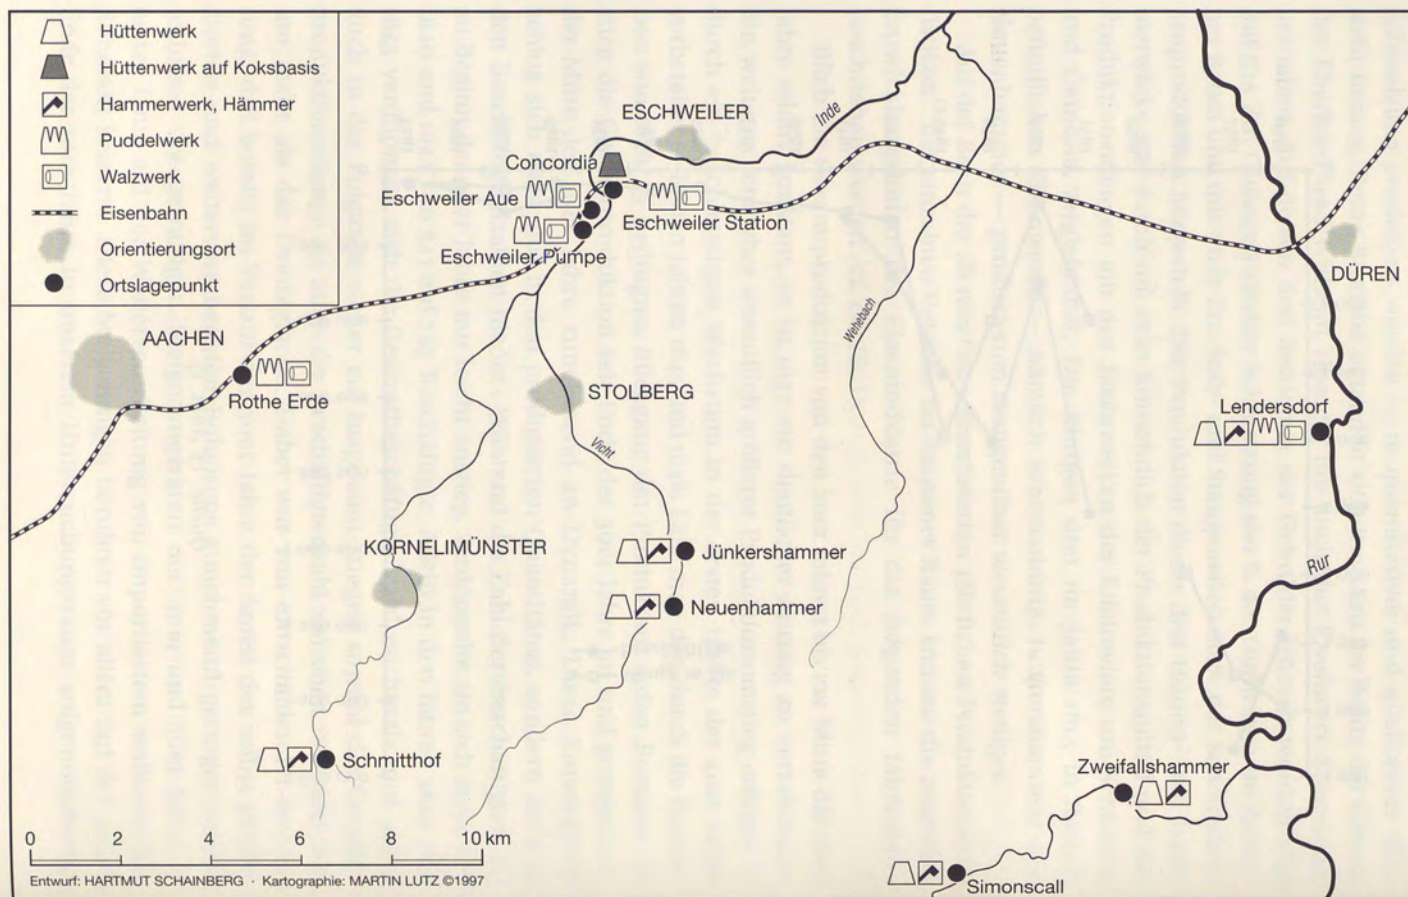 Hüttenwerk
Hüttenwerk auf Koksbasis
Hammerwerk, Hämmer
Puddelwerk
Walzwerk
Eisenbahn
Orientierungsort
Ortslagepunkt
ESCHWEILER
Inde
Concordia
Eschweiler Aue
Eschweiler Station
Eschweiler Pumpe
DÜREN
AACHEN
Rothe Erde
STOLBERG
Wehebach
Lendersdorf
Vicht
KORNELIMÜNSTER
Jünkershammer
Neuenhammer
Rur
Schmitthof
Zweifallshammer
Simonscall
0 2 4 6 8 10 km
Entwurf: HARTMUT SCHAINBERG · Kartographie: MARTIN LUTZ ©1997